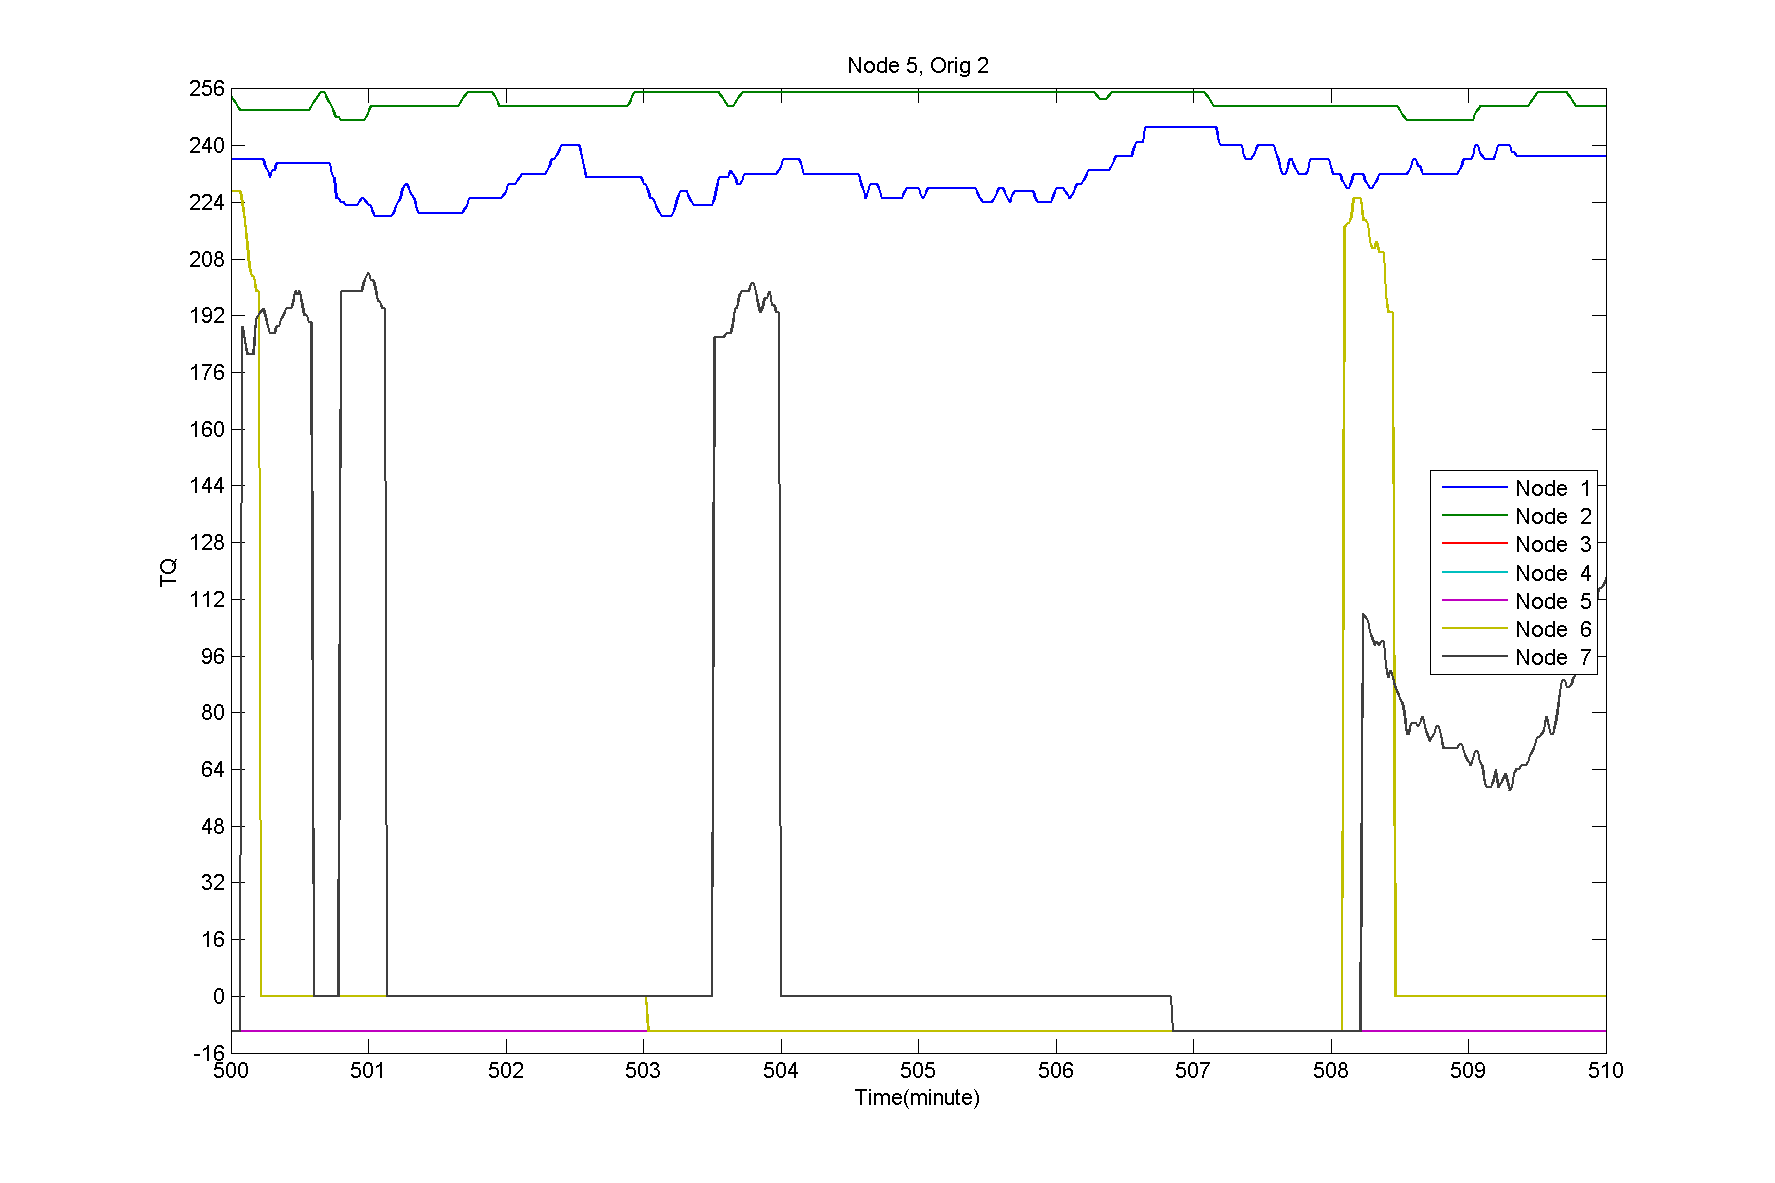 Node 5, Orig 2
256
240
224
208
192
176
160
144
128
112
96
80
64
48
32
16
0
-16
TQ
Node 1
Node 2
Node 3
Node 4
Node 5
Node 6
Node 7
500 501 502 503 504 505 506 507 508 509 510
Time(minute)